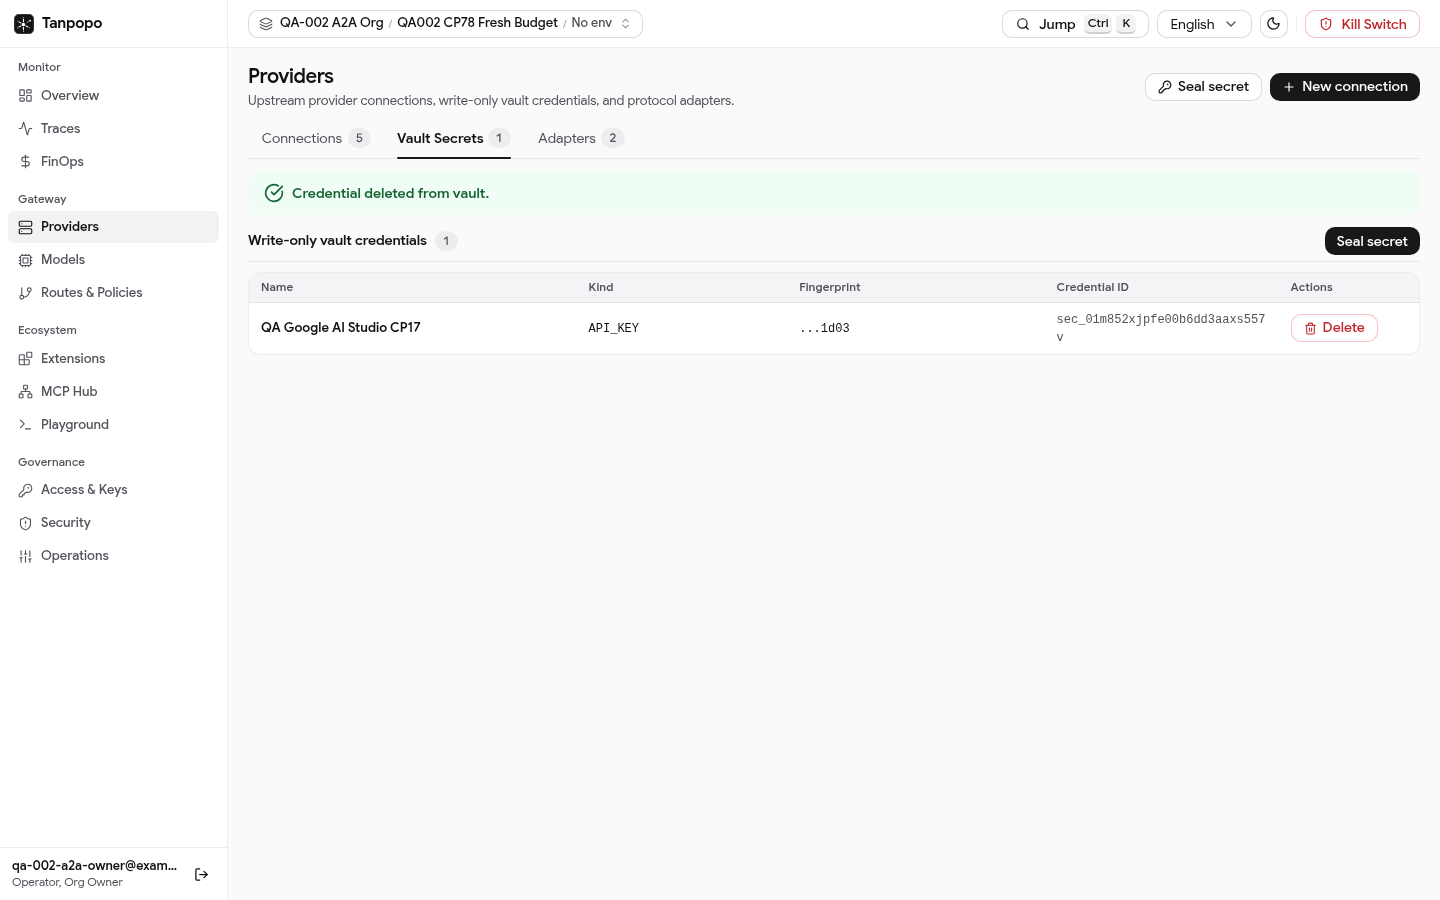 Tanpopo
QA-002 A2A Org / QA002 CP78 Fresh Budget / No env
Jump Ctrl K
English
Kill Switch
Monitor
Overview
Traces
FinOps
Gateway
Providers
Models
Routes & Policies
Ecosystem
Extensions
MCP Hub
Playground
Governance
Access & Keys
Security
Operations
qa-002-a2a-owner@exam...
Operator, Org Owner
Providers
Upstream provider connections, write-only vault credentials, and protocol adapters.
Seal secret
New connection
Connections 5
Vault Secrets 1
Adapters 2
Credential deleted from vault.
Write-only vault credentials 1
Seal secret
Name Kind Fingerprint Credential ID Actions
QA Google AI Studio CP17 API_KEY ...1d03 sec_01m852xjpfe00b6dd3aaxs557
v
Delete